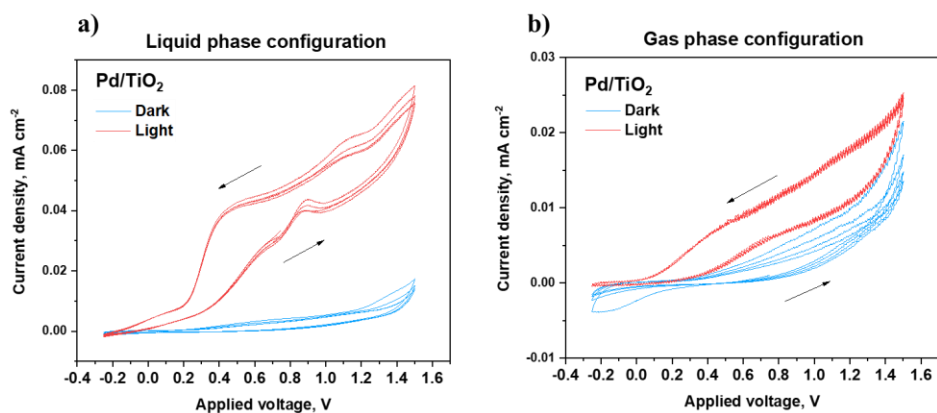 a)
Liquid phase configuration
Pd/TiO₂
Dark
Light
Current density, mA cm⁻²
0.08
0.06
0.04
0.02
0.00
-0.4 -0.2 0.0 0.2 0.4 0.6 0.8 1.0 1.2 1.4 1.6
Applied voltage, V
b)
Gas phase configuration
Pd/TiO₂
Dark
Light
Current density, mA cm⁻²
0.03
0.02
0.01
0.00
-0.01
-0.4 -0.2 0.0 0.2 0.4 0.6 0.8 1.0 1.2 1.4 1.6
Applied voltage, V